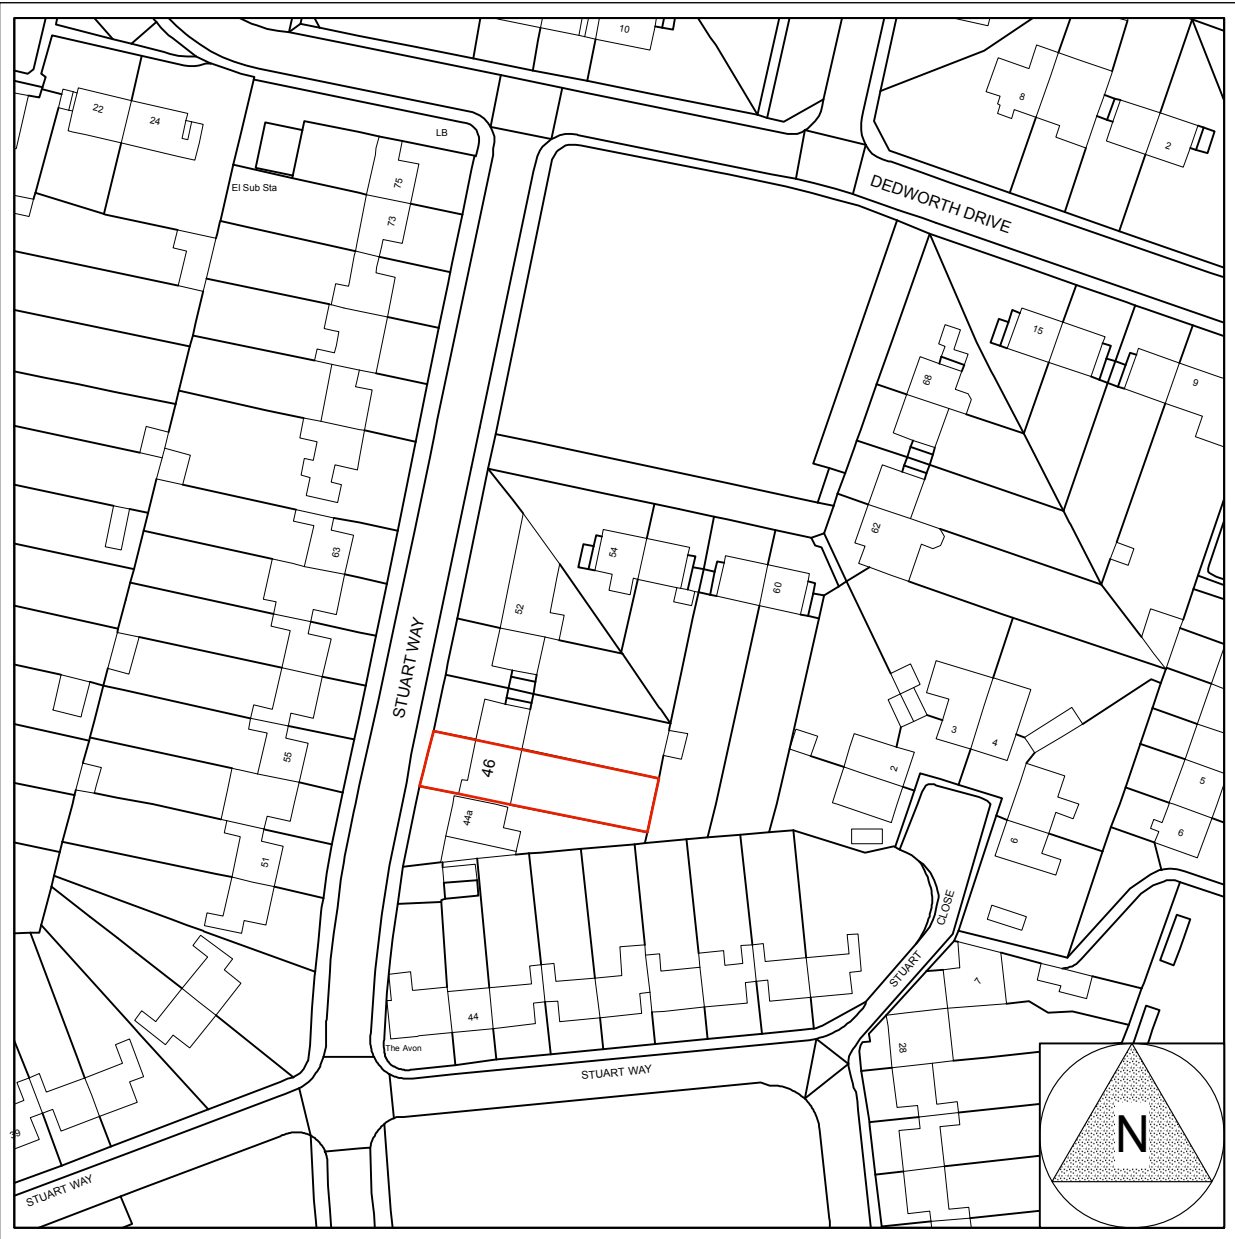 10
22
24
LB
8
2
El Sub Sta
75
73
DEDWORTH DRIVE
15
68
9
62
63
54
60
52
STUART WAY
3
4
2
5
6
46
55
44a
6
51
CLOSE
STUART
7
44
The Avon
28
STUART WAY
39
N
STUART WAY